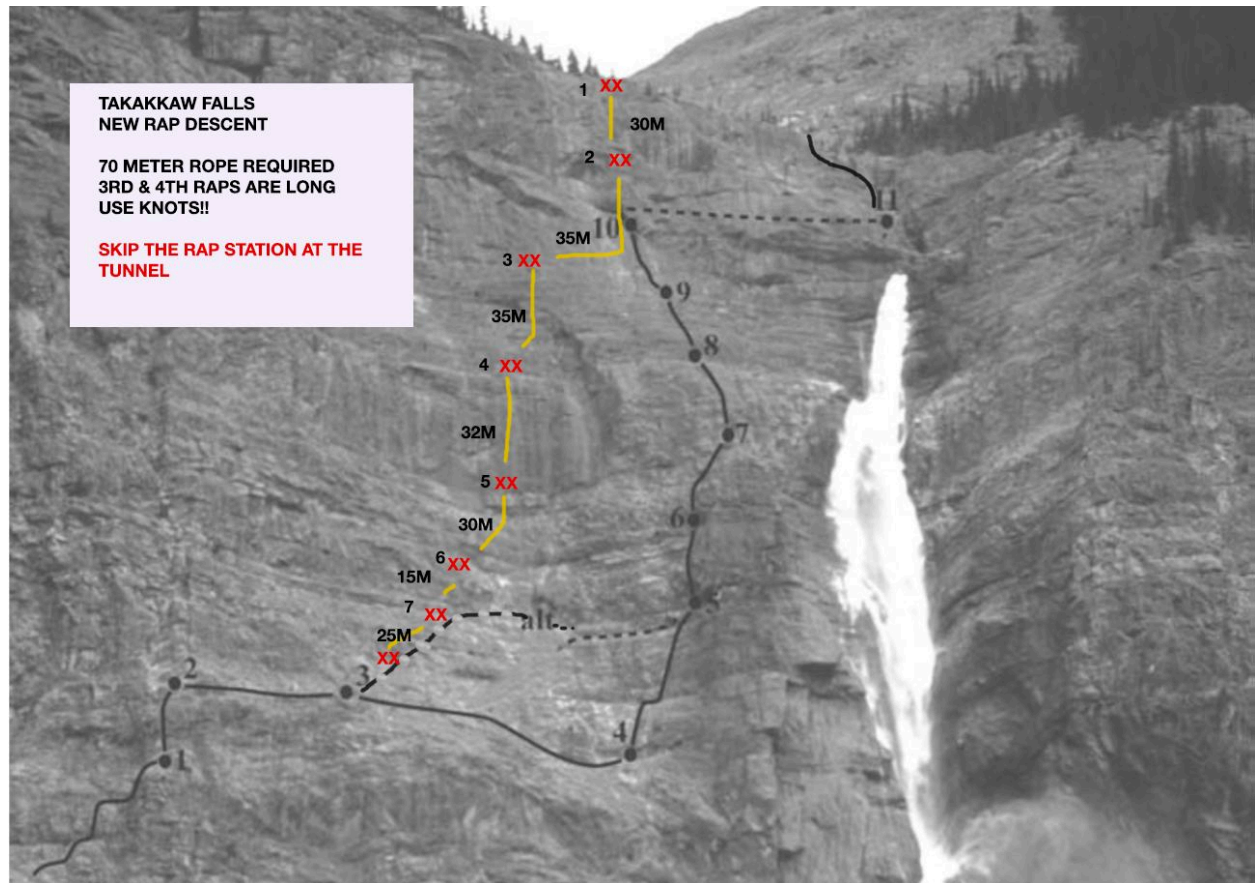 TAKAKKAW FALLS
NEW RAP DESCENT
70 METER ROPE REQUIRED
3RD & 4TH RAPS ARE LONG
USE KNOTS!!
SKIP THE RAP STATION AT THE
TUNNEL
1 XX
30M
2 XX
10
11
35M
3 XX
9
35M
8
4 XX
7
32M
5 XX
6
30M
6 XX
15M
5
7 XX
alt.
25M
XX
3
2
4
1